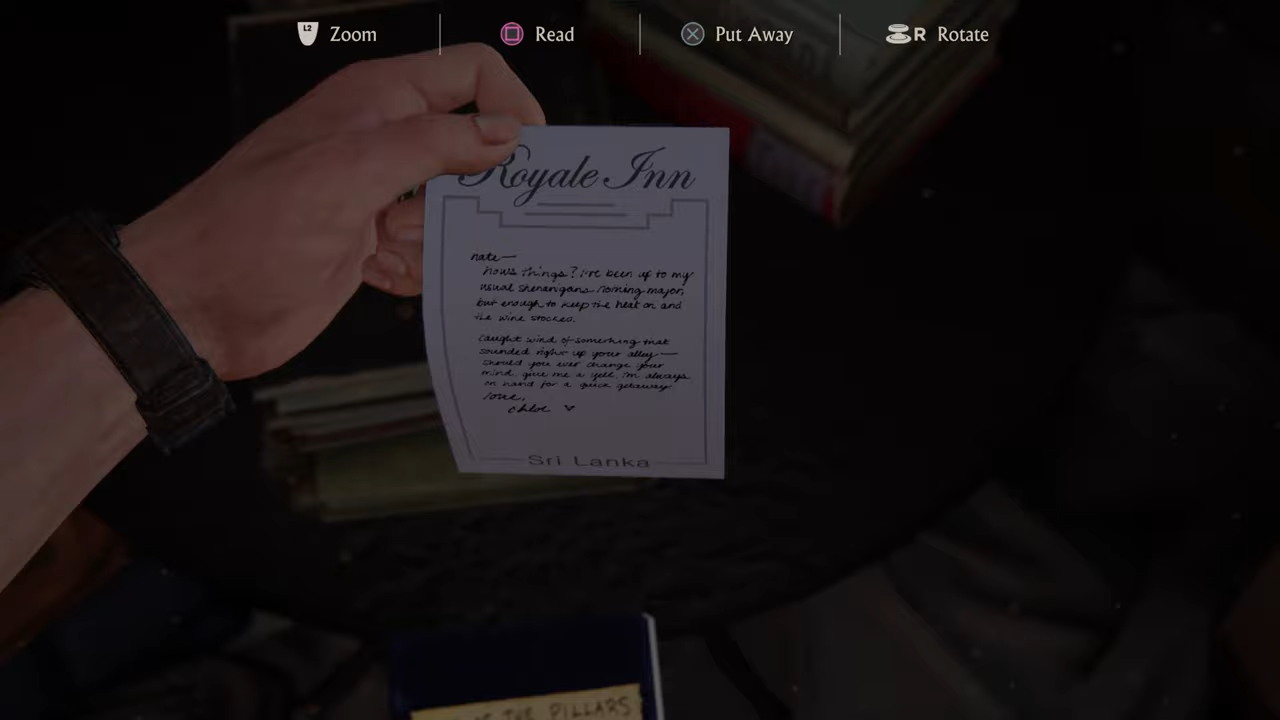 L2 Zoom
Read
Put Away
R Rotate
Royale Inn
nate—
hows things? i've been up to my
usual shenanigans. noming major,
but enough to keep the heat on and
the wine stocked.
caught wind of something that
sounded right up your alley—
should you ever change your
mind, give me a yell. i'm always
on hand for a quick getaway!
love,
chloe
Sri Lanka
THE PILLARS